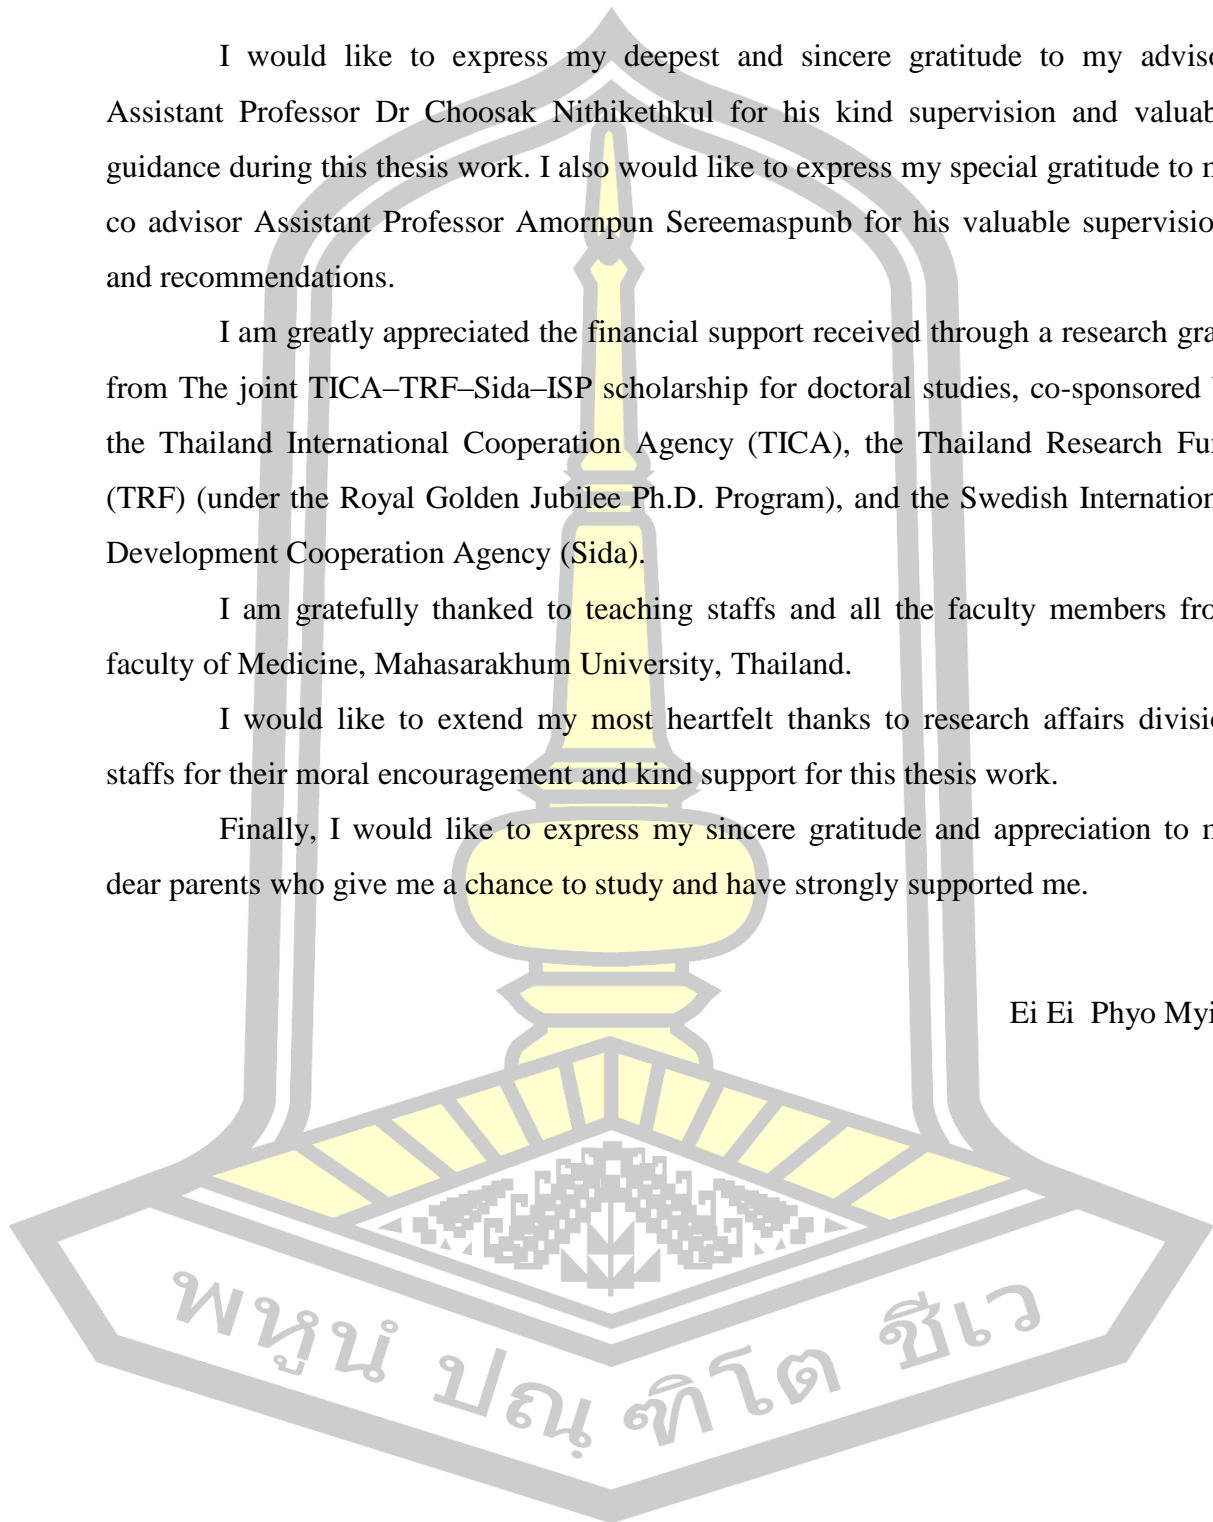 I would like to express my deepest and sincere gratitude to my adviso
Assistant Professor Dr Choosak Nithikethkul for his kind supervision and valuab
guidance during this thesis work. I also would like to express my special gratitude to
co advisor Assistant Professor Amornpun Sereemaspunb for his valuable supervision
and recommendations.
I am greatly appreciated the financial support received through a research gra
from The joint TICA–TRF–Sida–ISP scholarship for doctoral studies, co-sponsored
the Thailand International Cooperation Agency (TICA), the Thailand Research Fu
(TRF) (under the Royal Golden Jubilee Ph.D. Program), and the Swedish Internation
Development Cooperation Agency (Sida).
I am gratefully thanked to teaching staffs and all the faculty members fro
faculty of Medicine, Mahasarakhum University, Thailand.
I would like to extend my most heartfelt thanks to research affairs divisi
staffs for their moral encouragement and kind support for this thesis work.
Finally, I would like to express my sincere gratitude and appreciation to
dear parents who give me a chance to study and have strongly supported me.
Ei Ei  Phyo Myi
พหูนํ ปณฺฑิโต ชีเว